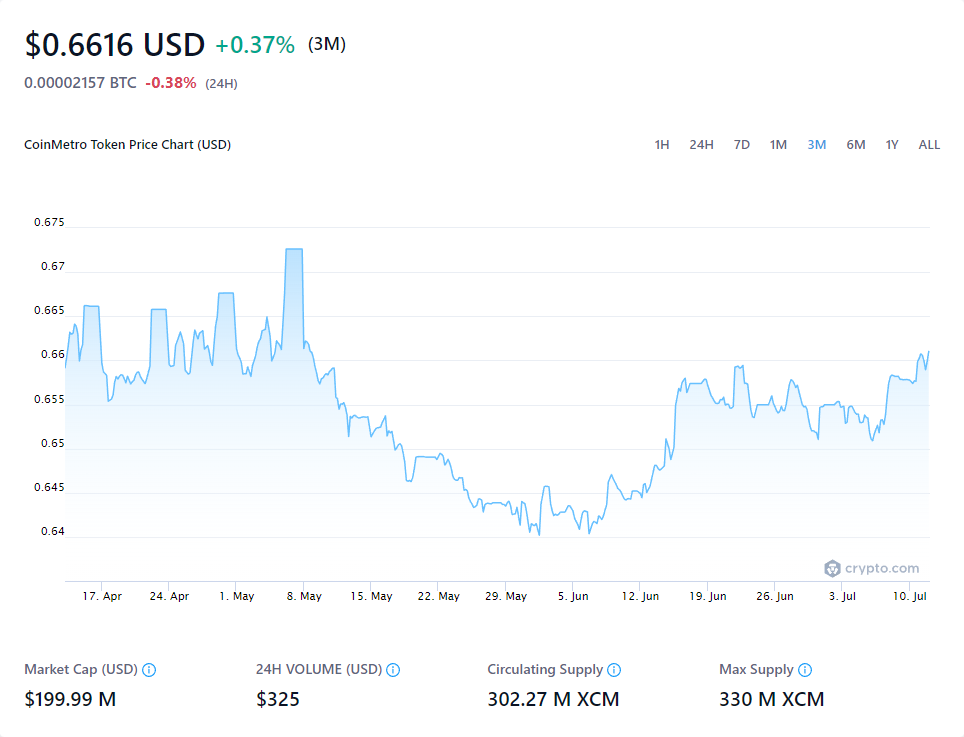 $0.6616 USD +0.37% (3M)
0.00002157 BTC -0.38% (24H)
CoinMetro Token Price Chart (USD) 1H 24H 7D 1M 3M 6M 1Y ALL
0.675
0.67
0.665
0.66
0.655
0.65
0.645
0.64
crypto.com
17. Apr 24. Apr 1. May 8. May 15. May 22. May 29. May 5. Jun 12. Jun 19. Jun 26. Jun 3. Jul 10. Jul
Market Cap (USD) 24H VOLUME (USD) Circulating Supply Max Supply
$199.99 M $325 302.27 M XCM 330 M XCM